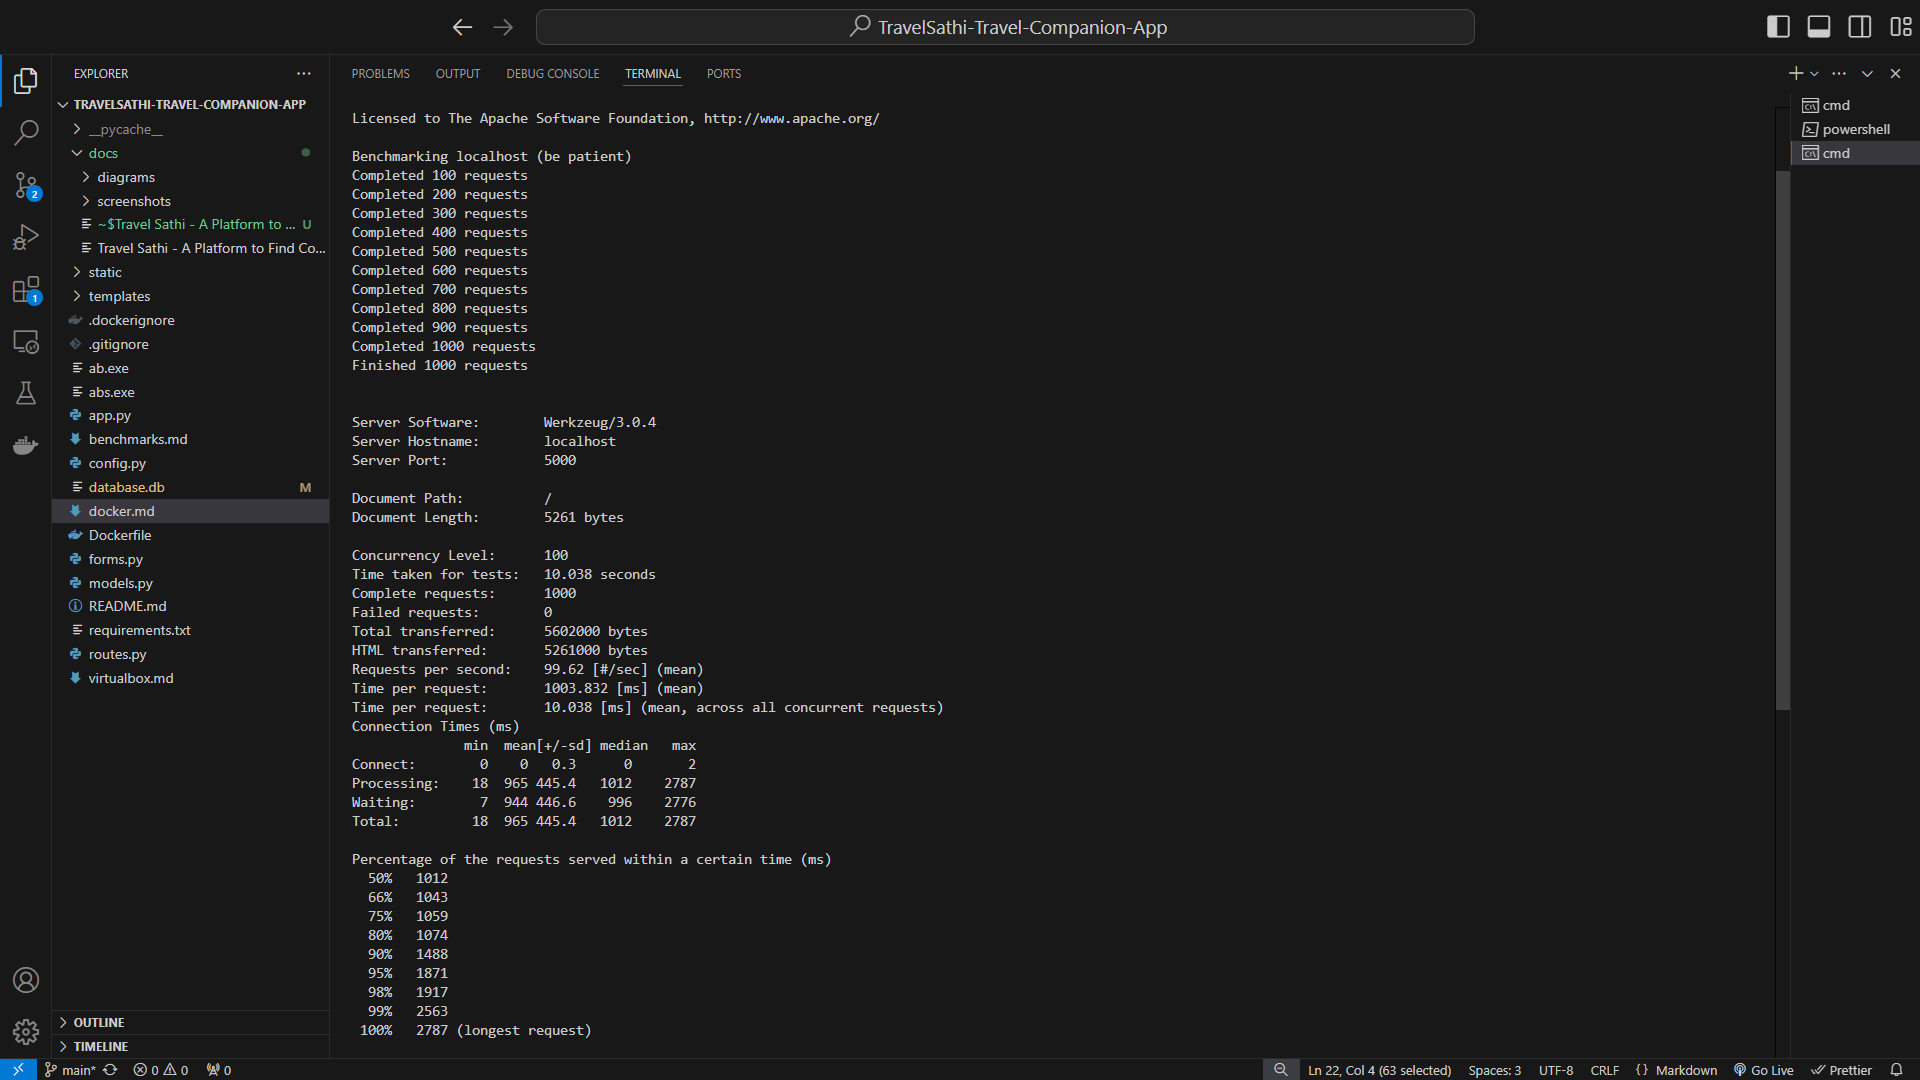 TravelSathi-Travel-Companion-App
EXPLORER
TRAVELSATHI-TRAVEL-COMPANION-APP
__pycache__
docs
diagrams
screenshots
~$Travel Sathi - A Platform to ... U
Travel Sathi - A Platform to Find Co...
static
templates
.dockerignore
.gitignore
ab.exe
abs.exe
app.py
benchmarks.md
config.py
database.db M
docker.md
Dockerfile
forms.py
models.py
README.md
requirements.txt
routes.py
virtualbox.md
OUTLINE
TIMELINE
2
1
PROBLEMS OUTPUT DEBUG CONSOLE TERMINAL PORTS
Licensed to The Apache Software Foundation, http://www.apache.org/
Benchmarking localhost (be patient)
Completed 100 requests
Completed 200 requests
Completed 300 requests
Completed 400 requests
Completed 500 requests
Completed 600 requests
Completed 700 requests
Completed 800 requests
Completed 900 requests
Completed 1000 requests
Finished 1000 requests
Server Software: Werkzeug/3.0.4
Server Hostname: localhost
Server Port: 5000
Document Path: /
Document Length: 5261 bytes
Concurrency Level: 100
Time taken for tests: 10.038 seconds
Complete requests: 1000
Failed requests: 0
Total transferred: 5602000 bytes
HTML transferred: 5261000 bytes
Requests per second: 99.62 [#/sec] (mean)
Time per request: 1003.832 [ms] (mean)
Time per request: 10.038 [ms] (mean, across all concurrent requests)
Connection Times (ms)
min mean[+/-sd] median max
Connect: 0 0 0.3 0 2
Processing: 18 965 445.4 1012 2787
Waiting: 7 944 446.6 996 2776
Total: 18 965 445.4 1012 2787
Percentage of the requests served within a certain time (ms)
50% 1012
66% 1043
75% 1059
80% 1074
90% 1488
95% 1871
98% 1917
99% 2563
100% 2787 (longest request)
cmd
powershell
cmd
main* 0 0 0 Ln 22, Col 4 (63 selected) Spaces: 3 UTF-8 CRLF {} Markdown Go Live Prettier